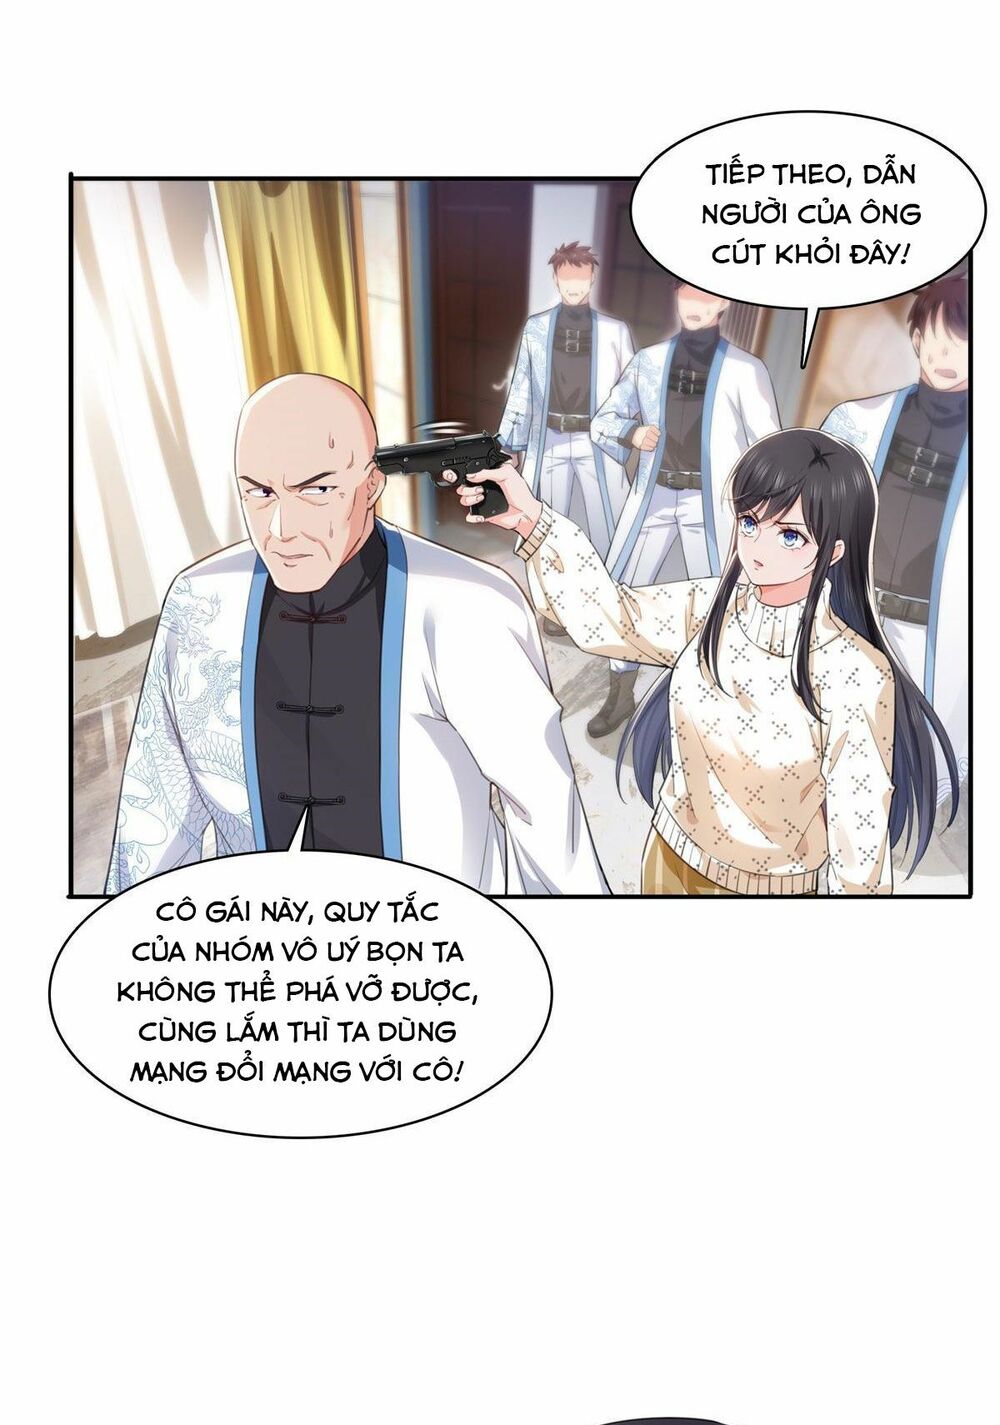 TIẾP THEO, DẪN
NGƯỜI CỦA ÔNG
CÚT KHỎI ĐÂY!
CÔ GÁI NÀY, QUY TẮC
CỦA NHÓM VÔ UÝ BỌN TA
KHÔNG THỂ PHÁ VỠ ĐƯỢC,
CÙNG LẮM THÌ TA DÙNG
MẠNG ĐỔI MẠNG VỚI CÔ!